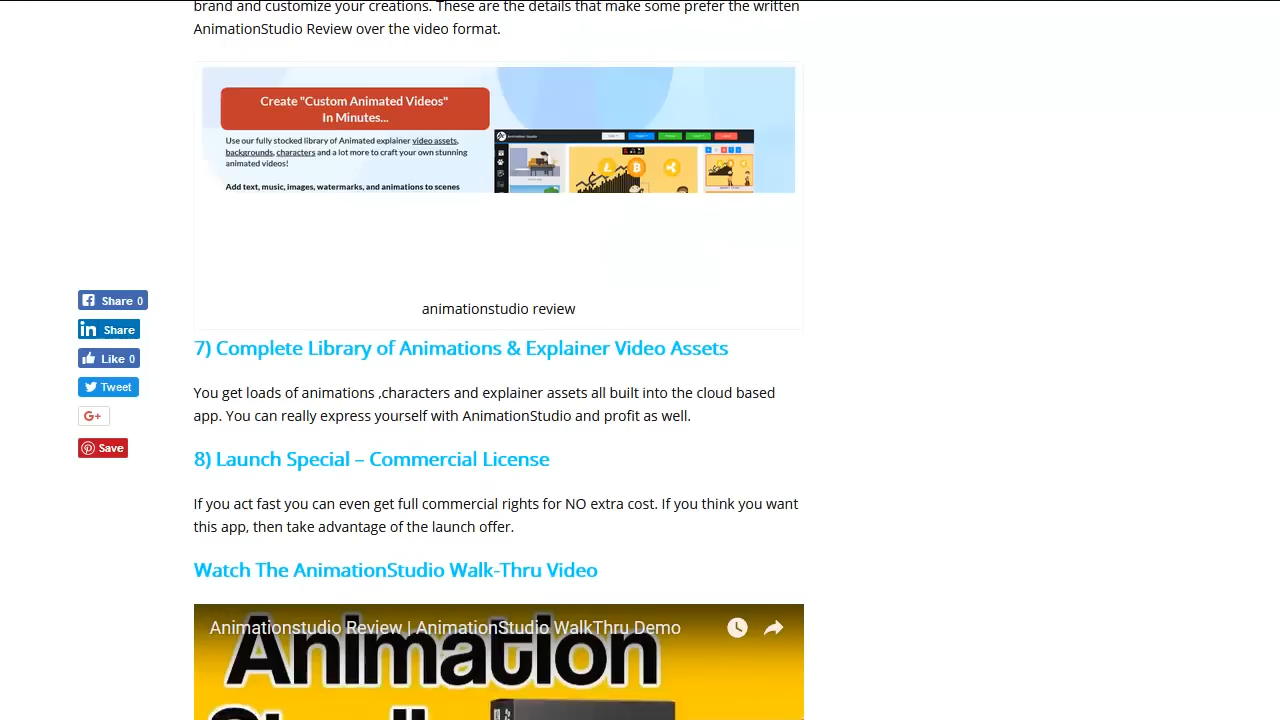 brand and customize your creations. These are the details that make some prefer the written
AnimationStudio Review over the video format.
Create "Custom Animated Videos"
In Minutes...
Use our fully stocked library of Animated explainer video assets,
backgrounds, characters and a lot more to craft your own stunning
animated videos!
Add text, music, images, watermarks, and animations to scenes
animationstudio review
Share 0
Share
Like 0
Tweet
G+
Save
7) Complete Library of Animations & Explainer Video Assets
You get loads of animations ,characters and explainer assets all built into the cloud based
app. You can really express yourself with AnimationStudio and profit as well.
8) Launch Special – Commercial License
If you act fast you can even get full commercial rights for NO extra cost. If you think you want
this app, then take advantage of the launch offer.
Watch The AnimationStudio Walk-Thru Video
Animationstudio Review | AnimationStudio WalkThru Demo
Animation